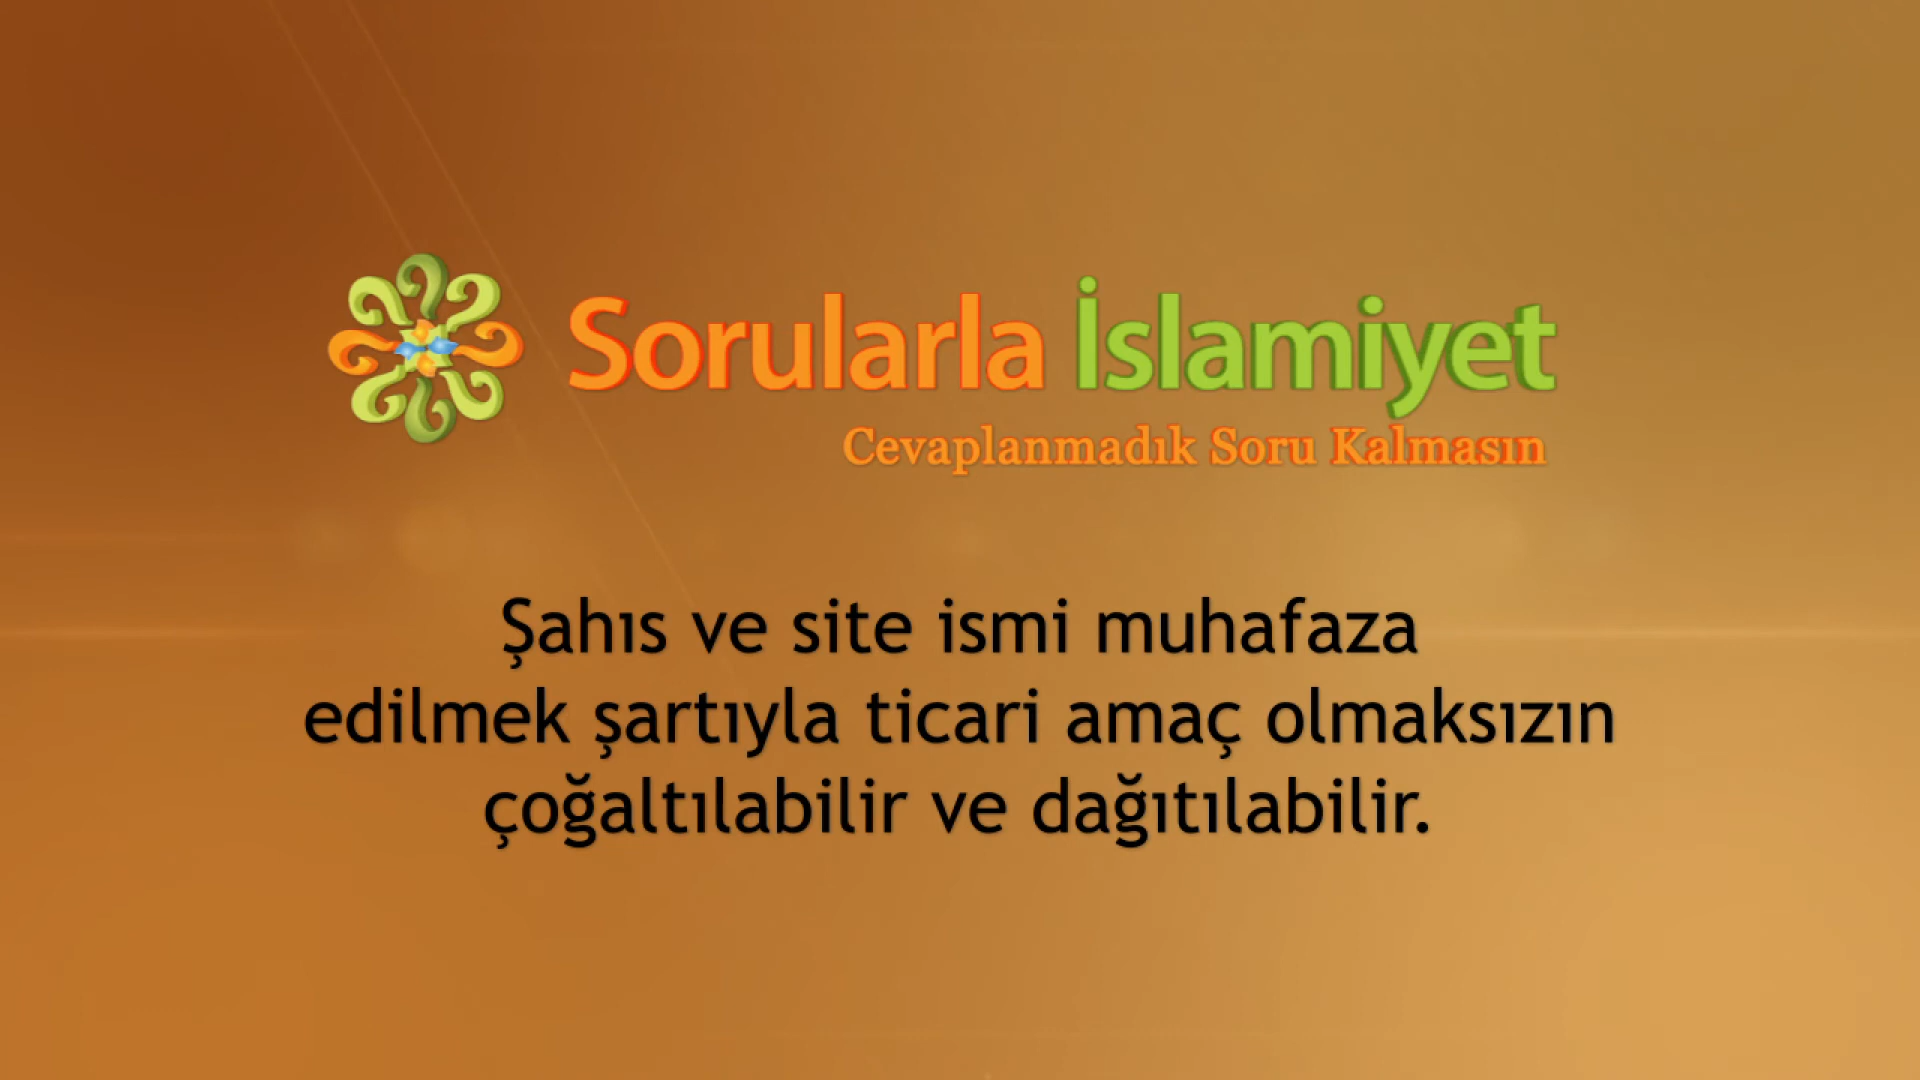 Sorularla İslamiyet
Cevaplanmadık Soru Kalmasın
Şahıs ve site ismi muhafaza
edilmek şartıyla ticari amaç olmaksızın
çoğaltılabilir ve dağıtılabilir.